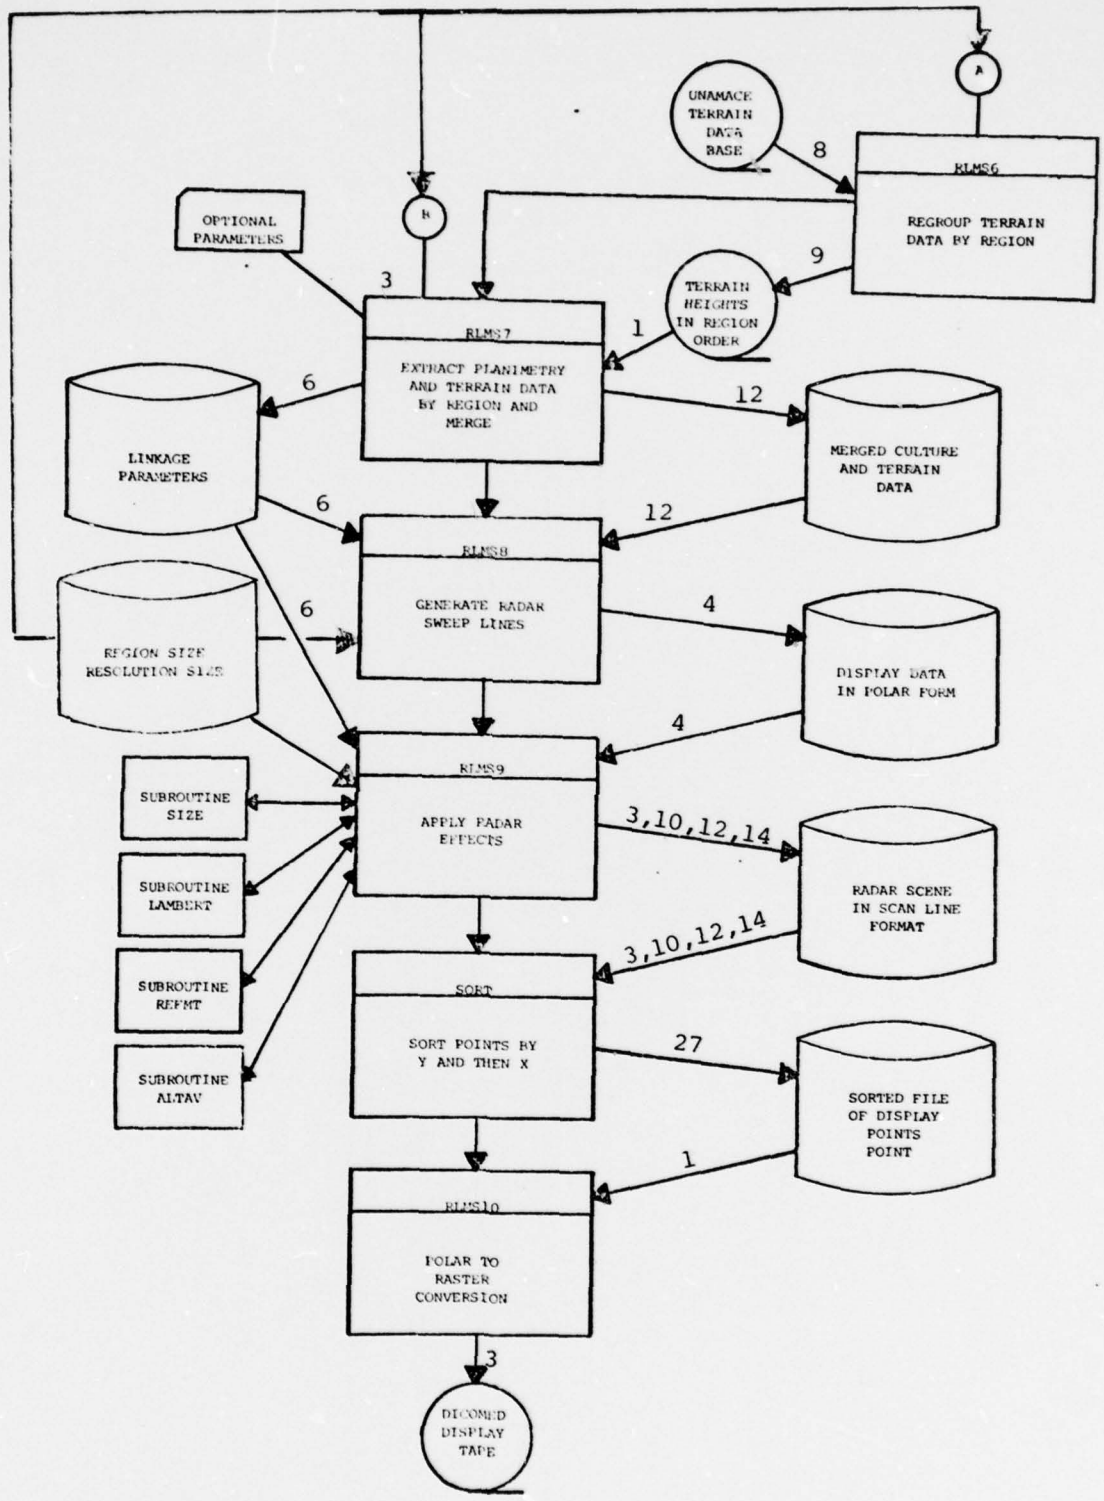 A
UNAMACE
TERRAIN
DATA
BASE
8
RLMS6
REGROUP TERRAIN
DATA BY REGION
OPTIONAL
PARAMETERS
B
9
TERRAIN
HEIGHTS
IN REGION
ORDER
3
1
RLMS7
EXTRACT PLANIMETRY
AND TERRAIN DATA
BY REGION AND
MERGE
6
12
LINKAGE
PARAMETERS
MERGED CULTURE
AND TERRAIN
DATA
6
12
RLMS8
GENERATE RADAR
SWEEP LINES
6
4
REGION SIZE
RESOLUTION SIZE
DISPLAY DATA
IN POLAR FORM
4
RLMS9
APPLY RADAR
EFFECTS
SUBROUTINE
SIZE
SUBROUTINE
LAMBERT
SUBROUTINE
REFMT
SUBROUTINE
ALTAV
3,10,12,14
RADAR SCENE
IN SCAN LINE
FORMAT
3,10,12,14
SORT
SORT POINTS BY
Y AND THEN X
27
SORTED FILE
OF DISPLAY
POINTS
POINT
1
RLMS10
POLAR TO
RASTER
CONVERSION
3
DICOMED
DISPLAY
TAPE